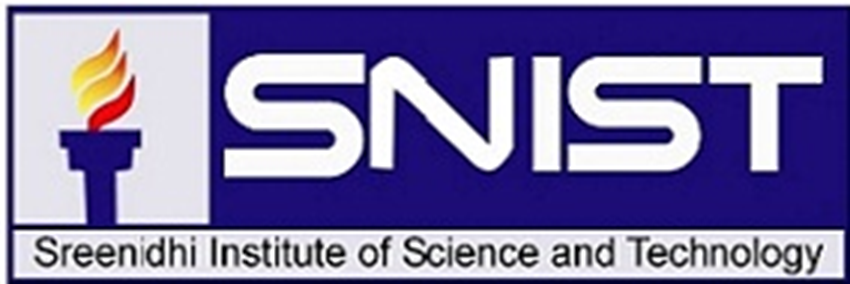 SNIST
Sreenidhi Institute of Science and Technology